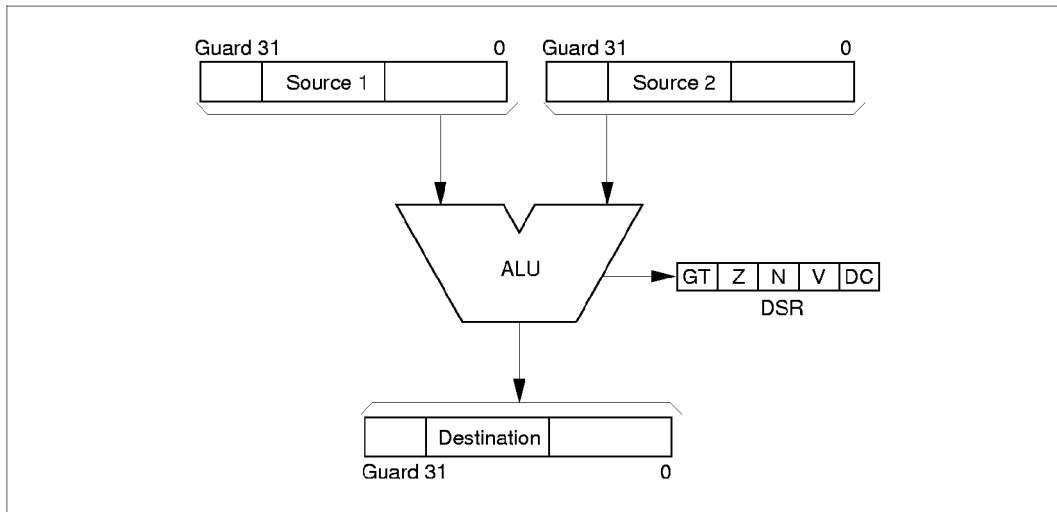 Guard 31 0 Guard 31 0
Source 1 Source 2
ALU
GT Z N V DC
DSR
Destination
Guard 31 0